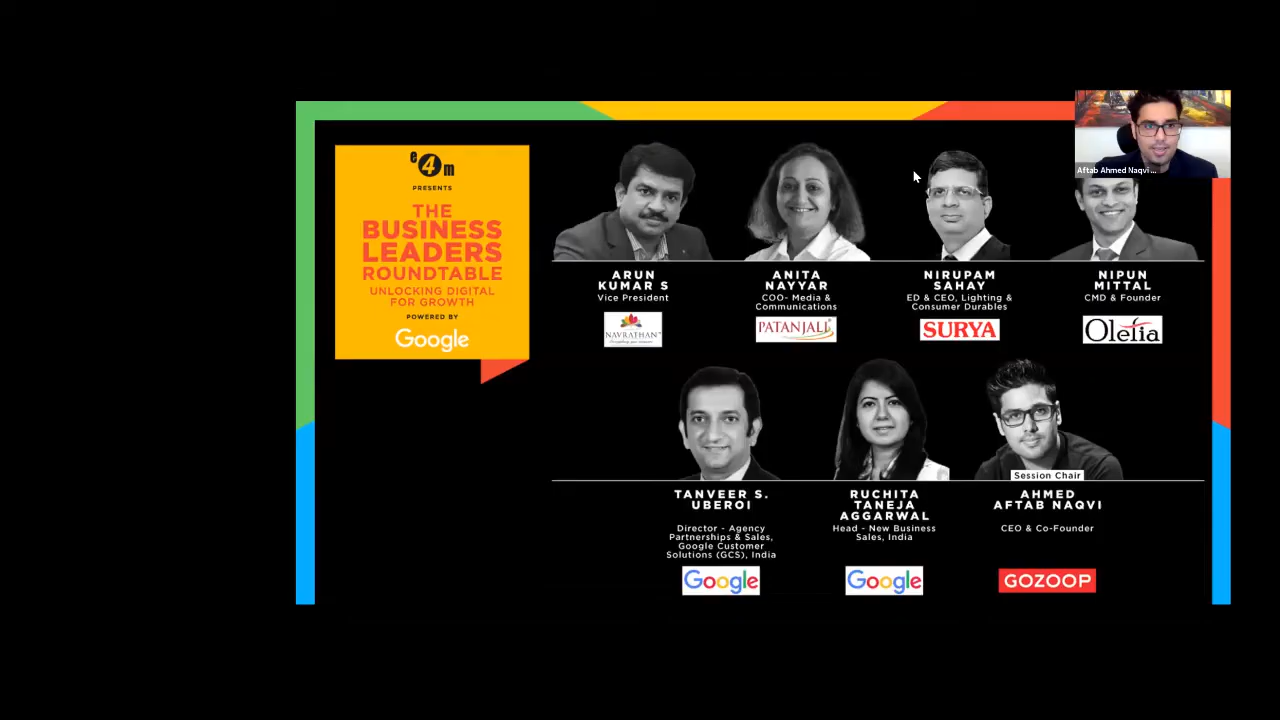 e4m
PRESENTS
THE
BUSINESS
LEADERS
ROUNDTABLE
UNLOCKING DIGITAL
FOR GROWTH
POWERED BY
Google
Aftab Ahmed Naqvi ...
ARUN
KUMAR S
Vice President
NAVRATHAN™
ANITA
NAYYAR
COO- Media &
Communications
PATANJALI®
NIRUPAM
SAHAY
ED & CEO, Lighting &
Consumer Durables
SURYA
NIPUN
MITTAL
CMD & Founder
Olefia
TANVEER S.
UBEROI
Director - Agency
Partnerships & Sales,
Google Customer
Solutions (GCS), India
Google
RUCHITA
TANEJA
AGGARWAL
Head - New Business
Sales, India
Google
Session Chair
AHMED
AFTAB NAQVI
CEO & Co-Founder
GOZOOP